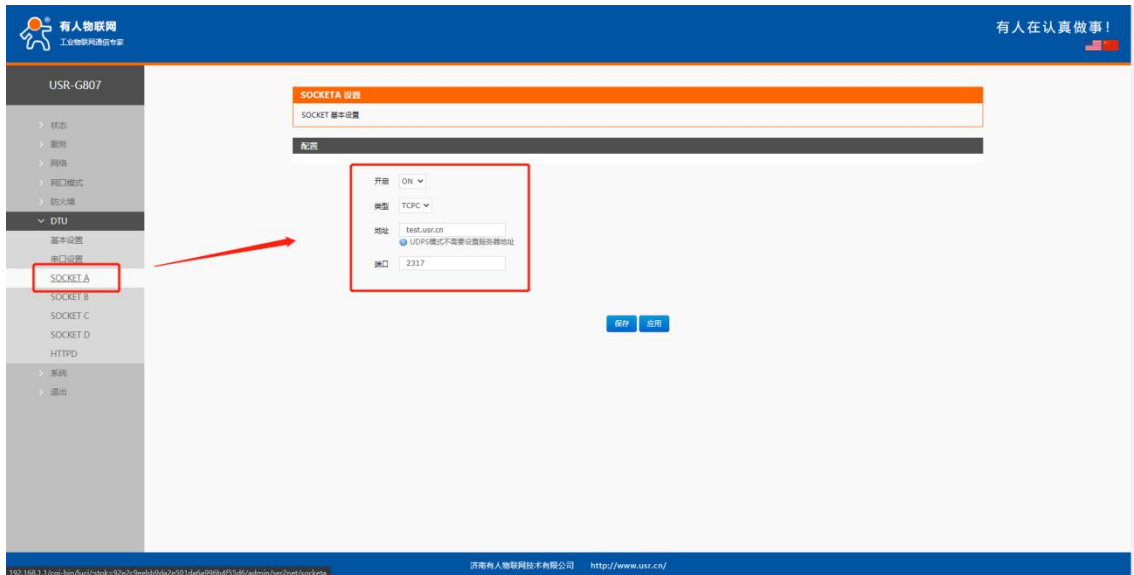 有人物联网
工业物联网通信专家
有人在认真做事！
USR-G807
状态
服务
网络
网口模式
防火墙
DTU
基本设置
串口设置
SOCKET A
SOCKET B
SOCKET C
SOCKET D
HTTPD
系统
退出
SOCKETA 设置
SOCKET 基本设置
配置
开启 ON
类型 TCPC
地址 test.usr.cn
UDPS模式不需要设置服务器地址
端口 2317
保存 应用
济南有人物联网技术有限公司 http://www.usr.cn/